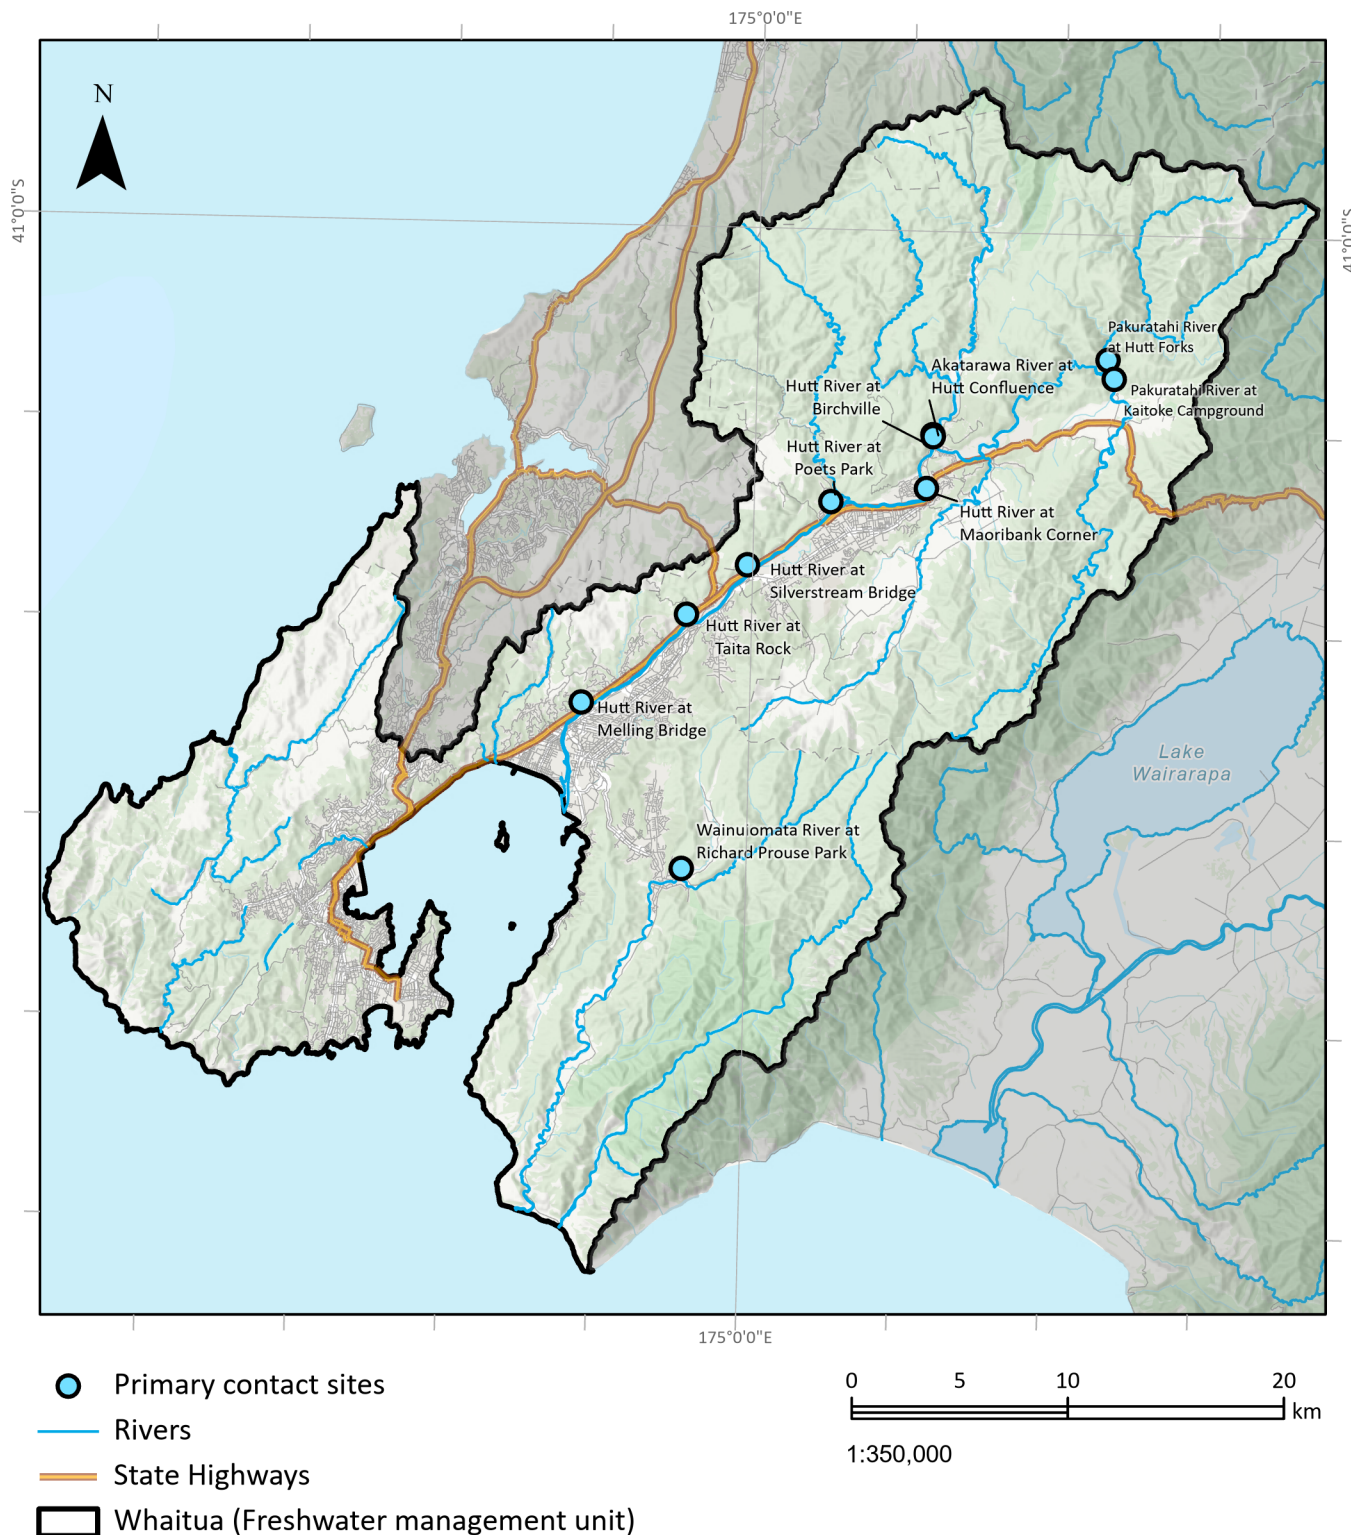 175°0'0"E
N
41°0'0"S
41°0'0"S
Pakuratahi River
at Hutt Forks
Akatarawa River at
Hutt Confluence
Hutt River at
Birchville
Pakuratahi River at
Kaitoke Campground
Hutt River at
Poets Park
Hutt River at
Maoribank Corner
Hutt River at
Silverstream Bridge
Hutt River at
Taita Rock
Hutt River at
Melling Bridge
Lake
Wairarapa
Wainuiomata River at
Richard Prouse Park
175°0'0"E
Primary contact sites
Rivers
State Highways
Whaitua (Freshwater management unit)
0 5 10 20
km
1:350,000